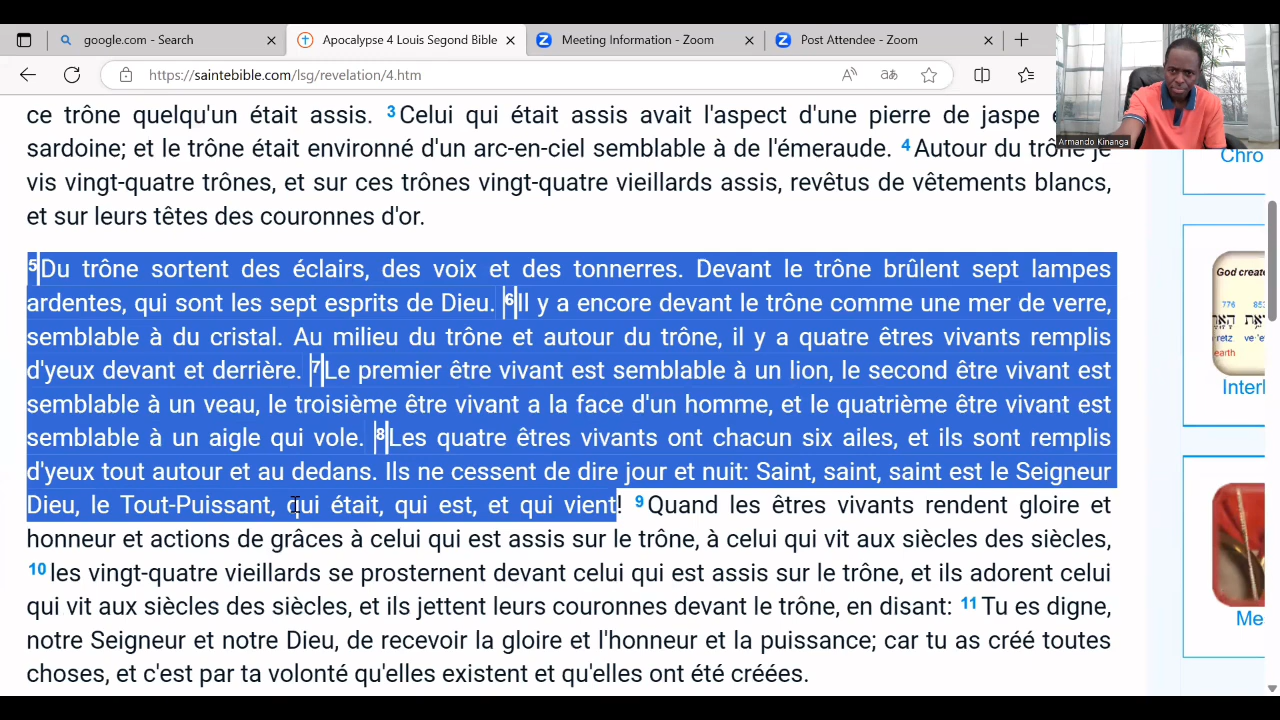 google.com - Search
Apocalypse 4 Louis Segond Bible
Meeting Information - Zoom
Post Attendee - Zoom
https://saintebible.com/lsg/revelation/4.htm
Armando Kinanga
ce trône quelqu'un était assis. 3 Celui qui était assis avait l'aspect d'une pierre de jaspe
sardoine; et le trône était environné d'un arc-en-ciel semblable à de l'émeraude. 4 Autour du trône je
vis vingt-quatre trônes, et sur ces trônes vingt-quatre vieillards assis, revêtus de vêtements blancs,
et sur leurs têtes des couronnes d'or.
5 Du trône sortent des éclairs, des voix et des tonnerres. Devant le trône brûlent sept lampes
ardentes, qui sont les sept esprits de Dieu. 6 Il y a encore devant le trône comme une mer de verre,
semblable à du cristal. Au milieu du trône et autour du trône, il y a quatre êtres vivants remplis
d'yeux devant et derrière. 7 Le premier être vivant est semblable à un lion, le second être vivant est
semblable à un veau, le troisième être vivant a la face d'un homme, et le quatrième être vivant est
semblable à un aigle qui vole. 8 Les quatre êtres vivants ont chacun six ailes, et ils sont remplis
d'yeux tout autour et au dedans. Ils ne cessent de dire jour et nuit: Saint, saint, saint est le Seigneur
Dieu, le Tout-Puissant, qui était, qui est, et qui vient! 9 Quand les êtres vivants rendent gloire et
honneur et actions de grâces à celui qui est assis sur le trône, à celui qui vit aux siècles des siècles,
10 les vingt-quatre vieillards se prosternent devant celui qui est assis sur le trône, et ils adorent celui
qui vit aux siècles des siècles, et ils jettent leurs couronnes devant le trône, en disant: 11 Tu es digne,
notre Seigneur et notre Dieu, de recevoir la gloire et l'honneur et la puissance; car tu as créé toutes
choses, et c'est par ta volonté qu'elles existent et qu'elles ont été créées.
Chro
God create
776
earth
Interl
Me